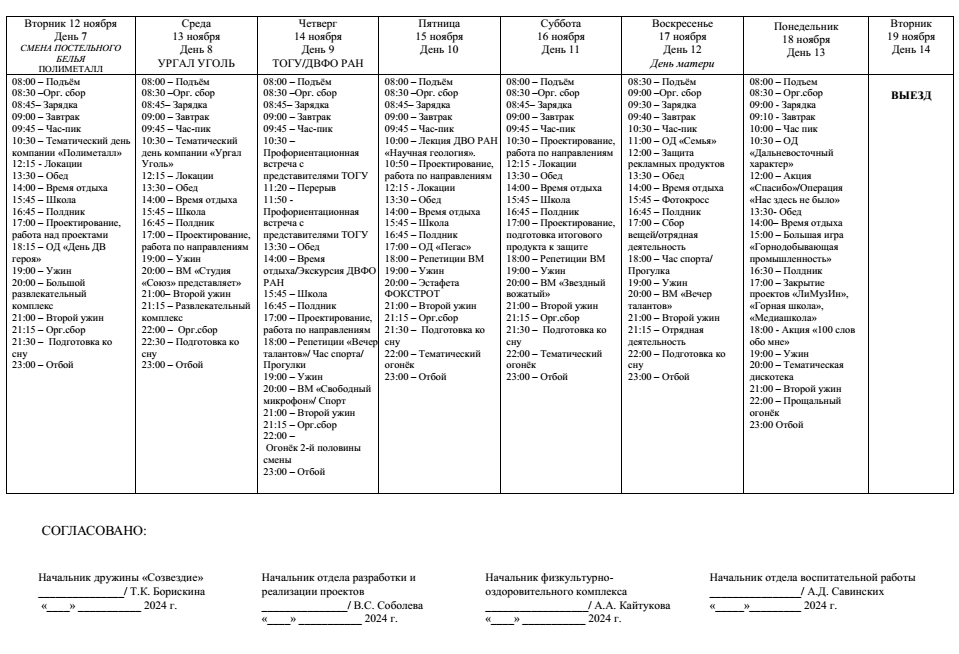 Вторник 12 ноября
День 7
СМЕНА ПОСТЕЛЬНОГО
БЕЛЬЯ
ПОЛИМЕТАЛЛ
08:00 – Подъём
08:30 –Орг. сбор
08:45– Зарядка
09:00 – Завтрак
09:45 – Час-пик
10:30 – Тематический день
компании «Полиметалл»
12:15 - Локации
13:30 – Обед
14:00 – Время отдыха
15:45 – Школа
16:45 – Полдник
17:00 – Проектирование,
работа над проектами
18:15 – ОД «День ДВ
героя»
19:00 – Ужин
20:00 – Большой
развлекательный
комплекс
21:00 – Второй ужин
21:15 – Орг.сбор
21:30 – Подготовка ко
сну
23:00 – Отбой
Среда
13 ноября
День 8
УРГАЛ УГОЛЬ
08:00 – Подъём
08:30 –Орг. сбор
08:45– Зарядка
09:00 – Завтрак
09:45 – Час-пик
10:30 – Тематический
день компании «Ургал
Уголь»
12:15 – Локации
13:30 – Обед
14:00 – Время отдыха
15:45 – Школа
16:45 – Полдник
17:00 – Проектирование,
работа по направлениям
19:00 – Ужин
20:00 – ВМ «Студия
«Союз» представляет»
21:00– Второй ужин
21:15 – Развлекательный
комплекс
22:00 – Орг.сбор
22:30 – Подготовка ко
сну
23:00 – Отбой
Четверг
14 ноября
День 9
ТОГУ/ДВФО РАН
08:00 – Подъём
08:30 –Орг. сбор
08:45– Зарядка
09:00 – Завтрак
09:45 – Час-пик
10:30 –
Профориентационная
встреча с
представителями ТОГУ
11:20 – Перерыв
11:50 -
Профориентационная
встреча с
представителями ТОГУ
13:30 – Обед
14:00 – Время
отдыха/Экскурсия ДВФО
РАН
15:45 – Школа
16:45 – Полдник
17:00 – Проектирование,
работа по направлениям
18:00 – Репетиции «Вечер
талантов»/ Час спорта/
Прогулки
19:00 – Ужин
20:00 – ВМ «Свободный
микрофон»/ Спорт
21:00 – Второй ужин
21:15 – Орг.сбор
22:00 –
Огонёк 2-й половины
смены
23:00 – Отбой
Пятница
15 ноября
День 10
08:00 – Подъём
08:30 –Орг. сбор
08:45– Зарядка
09:00 – Завтрак
09:45 – Час-пик
10:00 – Лекция ДВО РАН
«Научная геология».
10:50 – Проектирование,
работа по направлениям
12:15 - Локации
13:30 – Обед
14:00 – Время отдыха
15:45 – Школа
16:45 – Полдник
17:00 – ОД «Пегас»
18:00 – Репетиции ВМ
19:00 – Ужин
20:00 – Эстафета
ФОКСТРОТ
21:00 – Второй ужин
21:15 – Орг.сбор
21:30 – Подготовка ко
сну
22:00 – Тематический
огонёк
23:00 – Отбой
Суббота
16 ноября
День 11
08:00 – Подъём
08:30 –Орг. сбор
08:45– Зарядка
09:00 – Завтрак
09:45 – Час-пик
10:30 – Проектирование,
работа по направлениям
12:15 - Локации
13:30 – Обед
14:00 – Время отдыха
15:45 – Школа
16:45 – Полдник
17:00 – Проектирование,
подготовка итогового
продукта к защите
18:00 – Репетиции ВМ
19:00 – Ужин
20:00 – ВМ «Звездный
вожатый»
21:00 – Второй ужин
21:15 – Орг.сбор
21:30 – Подготовка ко
сну
22:00 – Тематический
огонёк
23:00 – Отбой
Воскресенье
17 ноября
День 12
День матери
08:30 – Подъём
09:00 –Орг. сбор
09:30 – Зарядка
09:40 – Завтрак
10:30 – Час-пик
11:00 – ОД «Семья»
12:00 – Защита
рекламных продуктов
13:30 – Обед
14:00 – Время отдыха
15:45 – Фотокросс
16:45 – Полдник
17:00 – Сбор
вещей/отрядная
деятельность
18:00 – Час спорта/
Прогулка
19:00 – Ужин
20:00 – ВМ «Вечер
талантов»
21:00 – Второй ужин
21:15 – Отрядная
деятельность
22:00 – Подготовка ко
сну
23:00 – Отбой
Понедельник
18 ноября
День 13
08:00 – Подъем
08:30 – Орг.сбор
09:00 - Зарядка
09:10 - Завтрак
10:00 – Час пик
10:30 – ОД
«Дальневосточный
характер»
12:00 – Акция
«Спасибо»/Операция
«Нас здесь не было»
13:30- Обед
14:00– Время отдыха
15:00 – Большая игра
«Горнодобывающая
промышленность»
16:30 – Полдник
17:00 – Закрытие
проектов «ЛиМузИн»,
«Горная школа»,
«Медиашкола»
18:00 - Акция «100 слов
обо мне»
19:00 – Ужин
20:00 – Тематическая
дискотека
21:00 – Второй ужин
22:00 – Прощальный
огонёк
23:00 Отбой
Вторник
19 ноября
День 14
ВЫЕЗД
СОГЛАСОВАНО:
Начальник дружины «Созвездие»
_______________/ Т.К. Борискина
«____» ___________ 2024 г.
Начальник отдела разработки и
реализации проектов
_______________/ В.С. Соболева
«____» ___________ 2024 г.
Начальник физкультурно-
оздоровительного комплекса
__________________/ А.А. Кайтукова
«____» ___________ 2024 г.
Начальник отдела воспитательной работы
________________/ А.Д. Савинских
«____»_________ 2024 г.